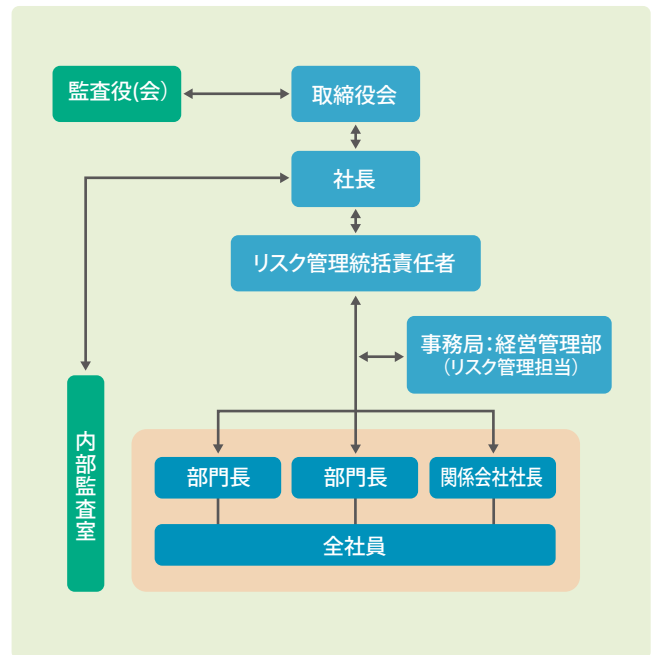 監査役(会)
取締役会
社長
リスク管理統括責任者
事務局：経営管理部
（リスク管理担当）
内部監査室
部門長
部門長
関係会社社長
全社員